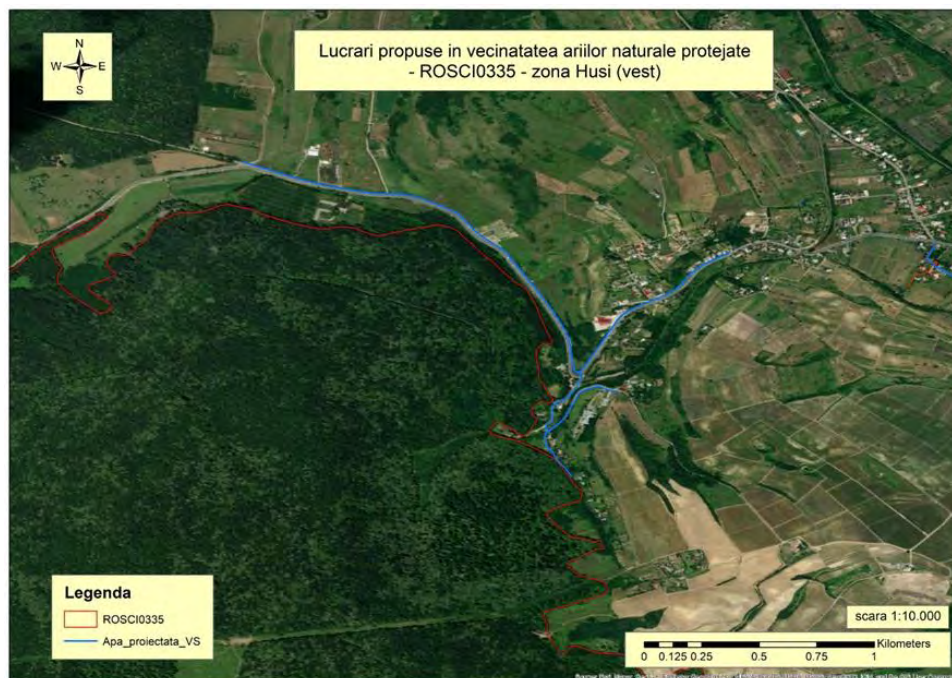 N
W E
S
Lucrari propuse in vecinatatea ariilor naturale protejate
- ROSCI0335 - zona Husi (vest)
Legenda
ROSCI0335
Apa_proiectata_VS
scara 1:10.000
Kilometers
0 0.125 0.25 0.5 0.75 1